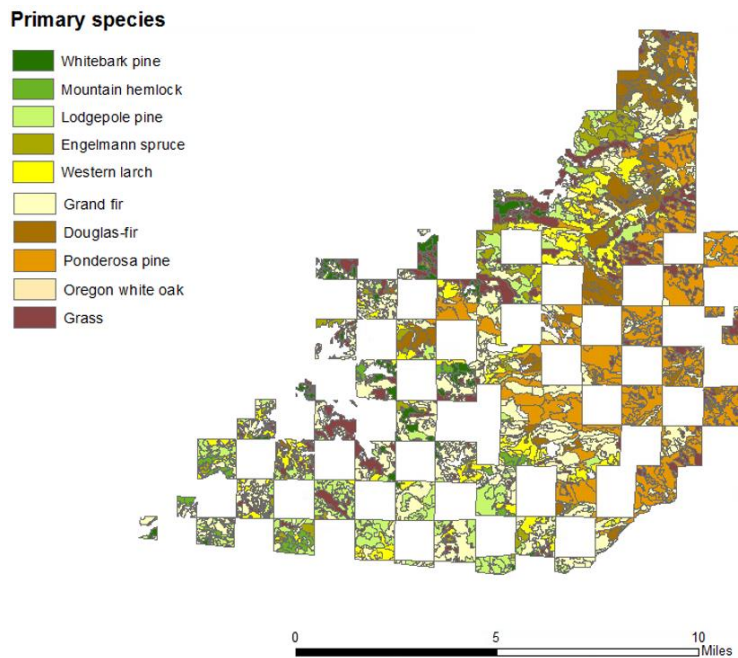 Primary species
Whitebark pine
Mountain hemlock
Lodgepole pine
Engelmann spruce
Western larch
Grand fir
Douglas-fir
Ponderosa pine
Oregon white oak
Grass
0 5 10
Miles